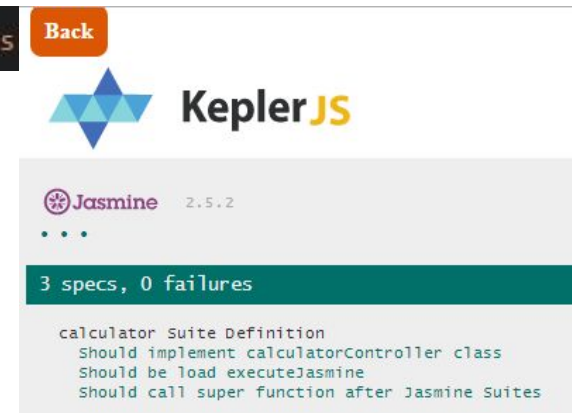 S
Back
KeplerJS
Jasmine 2.5.2
• • •
3 specs, 0 failures
calculator Suite Definition
Should implement calculatorController class
Should be load executeJasmine
Should call super function after Jasmine Suites